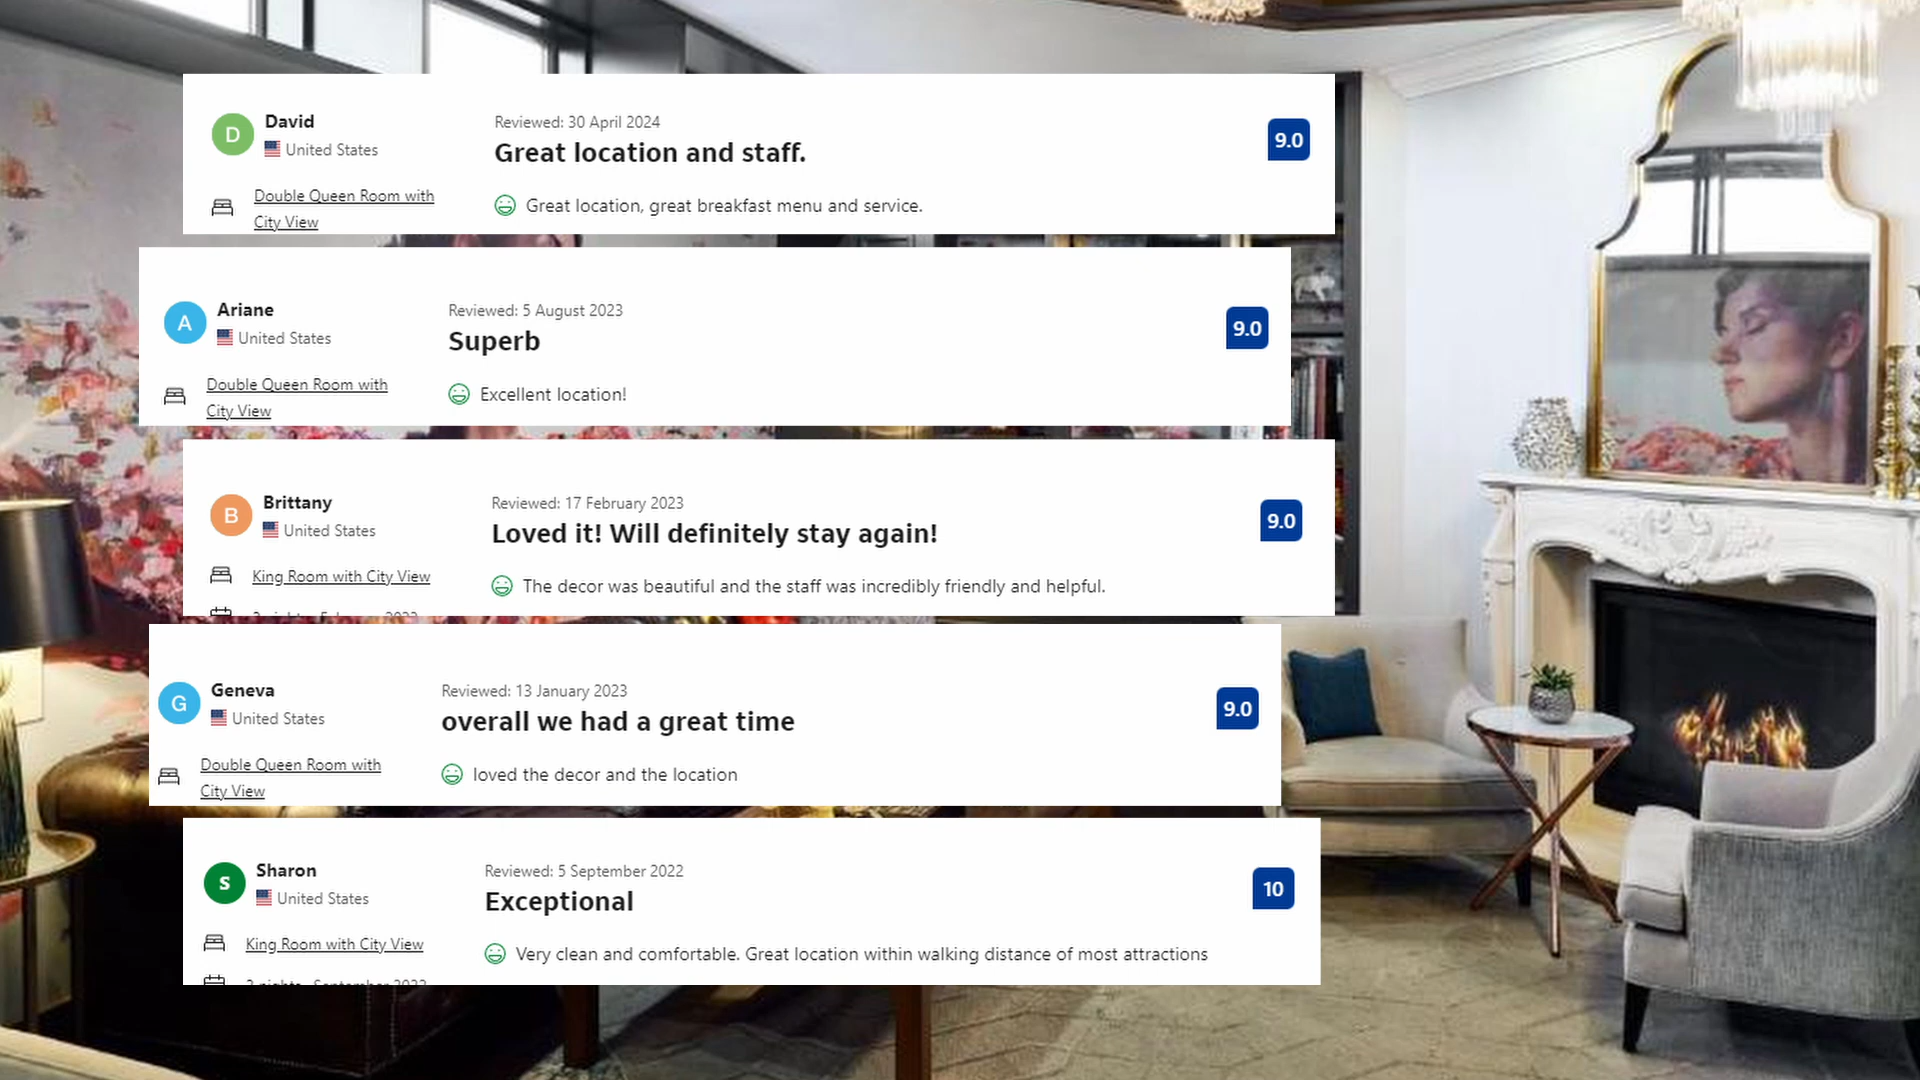 D
David
United States
Double Queen Room with
City View
Reviewed: 30 April 2024
Great location and staff.
Great location, great breakfast menu and service.
9.0
A
Ariane
United States
Double Queen Room with
City View
Reviewed: 5 August 2023
Superb
Excellent location!
9.0
B
Brittany
United States
King Room with City View
Reviewed: 17 February 2023
Loved it! Will definitely stay again!
The decor was beautiful and the staff was incredibly friendly and helpful.
9.0
G
Geneva
United States
Double Queen Room with
City View
Reviewed: 13 January 2023
overall we had a great time
loved the decor and the location
9.0
S
Sharon
United States
King Room with City View
Reviewed: 5 September 2022
Exceptional
Very clean and comfortable. Great location within walking distance of most attractions
10